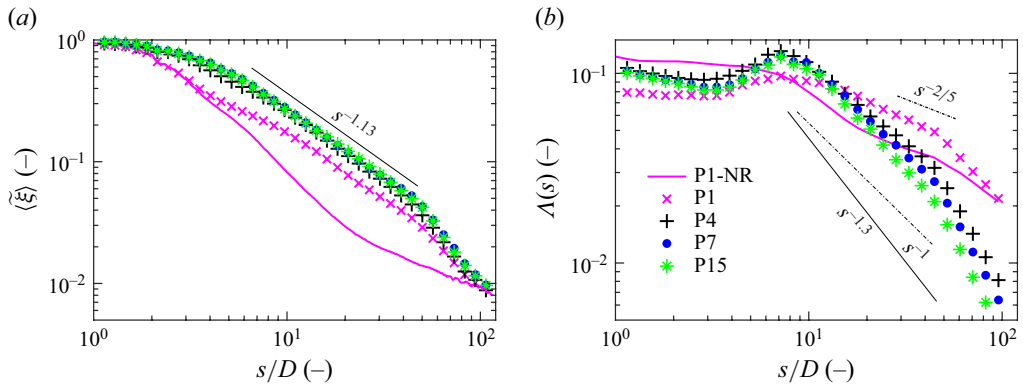 (a)
10⁰
10⁻¹
10⁻²
⟨ξ̃⟩ (–)
s⁻¹·¹³
10⁰
10¹
10²
s/D (–)
(b)
10⁻¹
10⁻²
Λ(s) (–)
s⁻²/⁵
P1-NR
P1
P4
P7
P15
s⁻¹·³
s⁻¹
10⁰
10¹
10²
s/D (–)